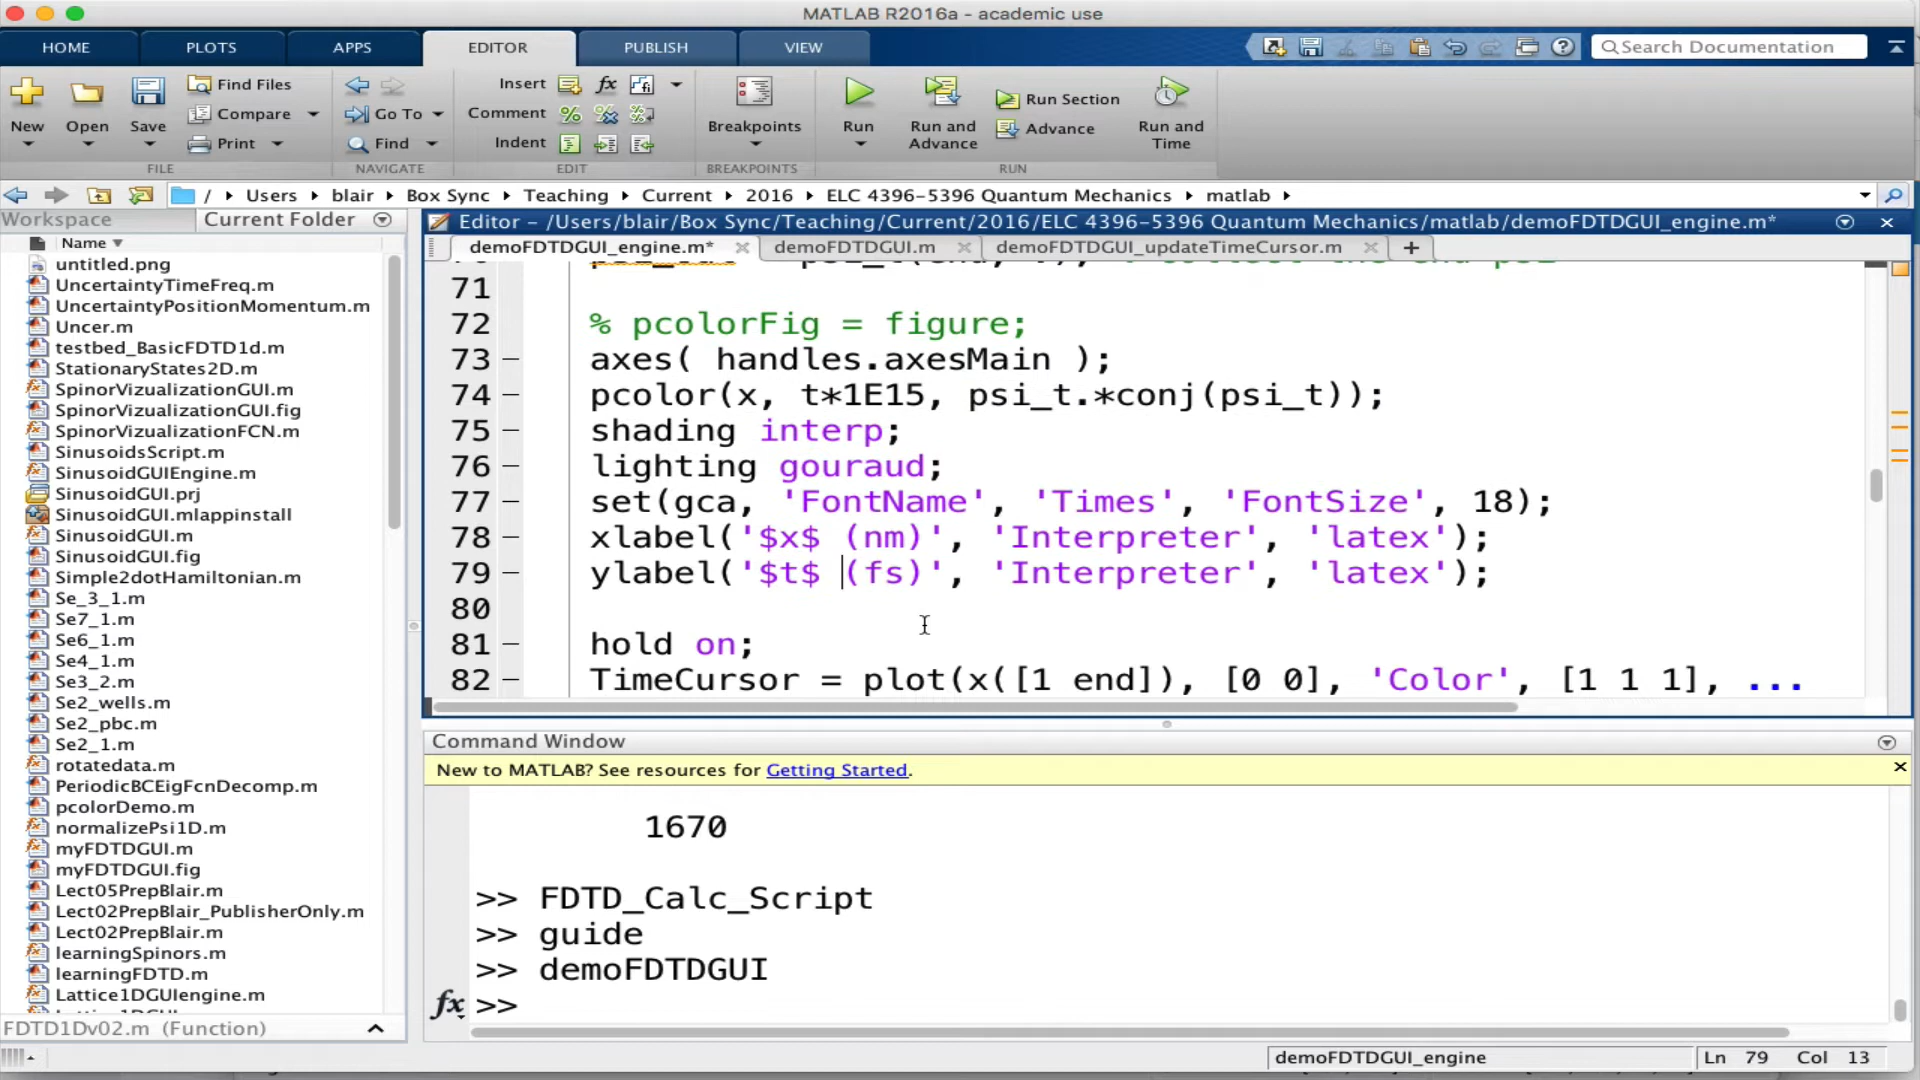 MATLAB R2016a - academic use
HOME PLOTS APPS EDITOR PUBLISH VIEW
Search Documentation
New Open Save Find Files Compare Print
FILE
Go To Find
NAVIGATE
Insert fx
Comment
Indent
EDIT
Breakpoints
BREAKPOINTS
Run
Run and Advance
Run Section
Advance
Run and Time
RUN
/ Users blair Box Sync Teaching Current 2016 ELC 4396-5396 Quantum Mechanics matlab
Workspace Current Folder
Name
untitled.png
UncertaintyTimeFreq.m
UncertaintyPositionMomentum.m
Uncer.m
testbed_BasicFDTD1d.m
StationaryStates2D.m
SpinorVizualizationGUI.m
SpinorVizualizationGUI.fig
SpinorVizualizationFCN.m
SinusoidsScript.m
SinusoidGUIEngine.m
SinusoidGUI.prj
SinusoidGUI.mlappinstall
SinusoidGUI.m
SinusoidGUI.fig
Simple2dotHamiltonian.m
Se_3_1.m
Se7_1.m
Se6_1.m
Se4_1.m
Se3_2.m
Se2_wells.m
Se2_pbc.m
Se2_1.m
rotatedata.m
PeriodicBCEigFcnDecomp.m
pcolorDemo.m
normalizePsi1D.m
myFDTDGUI.m
myFDTDGUI.fig
Lect05PrepBlair.m
Lect02PrepBlair_PublisherOnly.m
Lect02PrepBlair.m
learningSpinors.m
learningFDTD.m
Lattice1DGUIengine.m
FDTD1Dv02.m (Function)
Editor - /Users/blair/Box Sync/Teaching/Current/2016/ELC 4396-5396 Quantum Mechanics/matlab/demoFDTDGUI_engine.m*
demoFDTDGUI_engine.m* demoFDTDGUI.m demoFDTDGUI_updateTimeCursor.m +
71
72 % pcolorFig = figure;
73 axes( handles.axesMain );
74 pcolor(x, t*1E15, psi_t.*conj(psi_t));
75 shading interp;
76 lighting gouraud;
77 set(gca, 'FontName', 'Times', 'FontSize', 18);
78 xlabel('$x$ (nm)', 'Interpreter', 'latex');
79 ylabel('$t$ (fs)', 'Interpreter', 'latex');
80
81 hold on;
82 TimeCursor = plot(x([1 end]), [0 0], 'Color', [1 1 1], ...
Command Window
New to MATLAB? See resources for Getting Started.
1670
>> FDTD_Calc_Script
>> guide
>> demoFDTDGUI
fx >>
demoFDTDGUI_engine Ln 79 Col 13